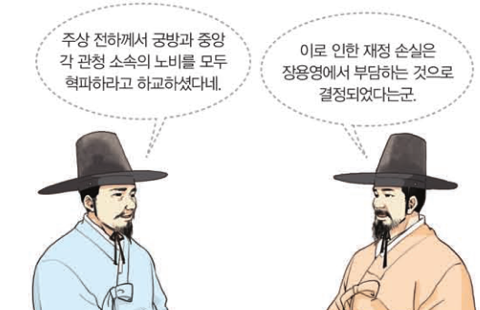 주상 전하께서 궁방과 중앙
각 관청 소속의 노비를 모두
혁파하라고 하교하셨다네.
이로 인한 재정 손실은
장용영에서 부담하는 것으로
결정되었다는군.